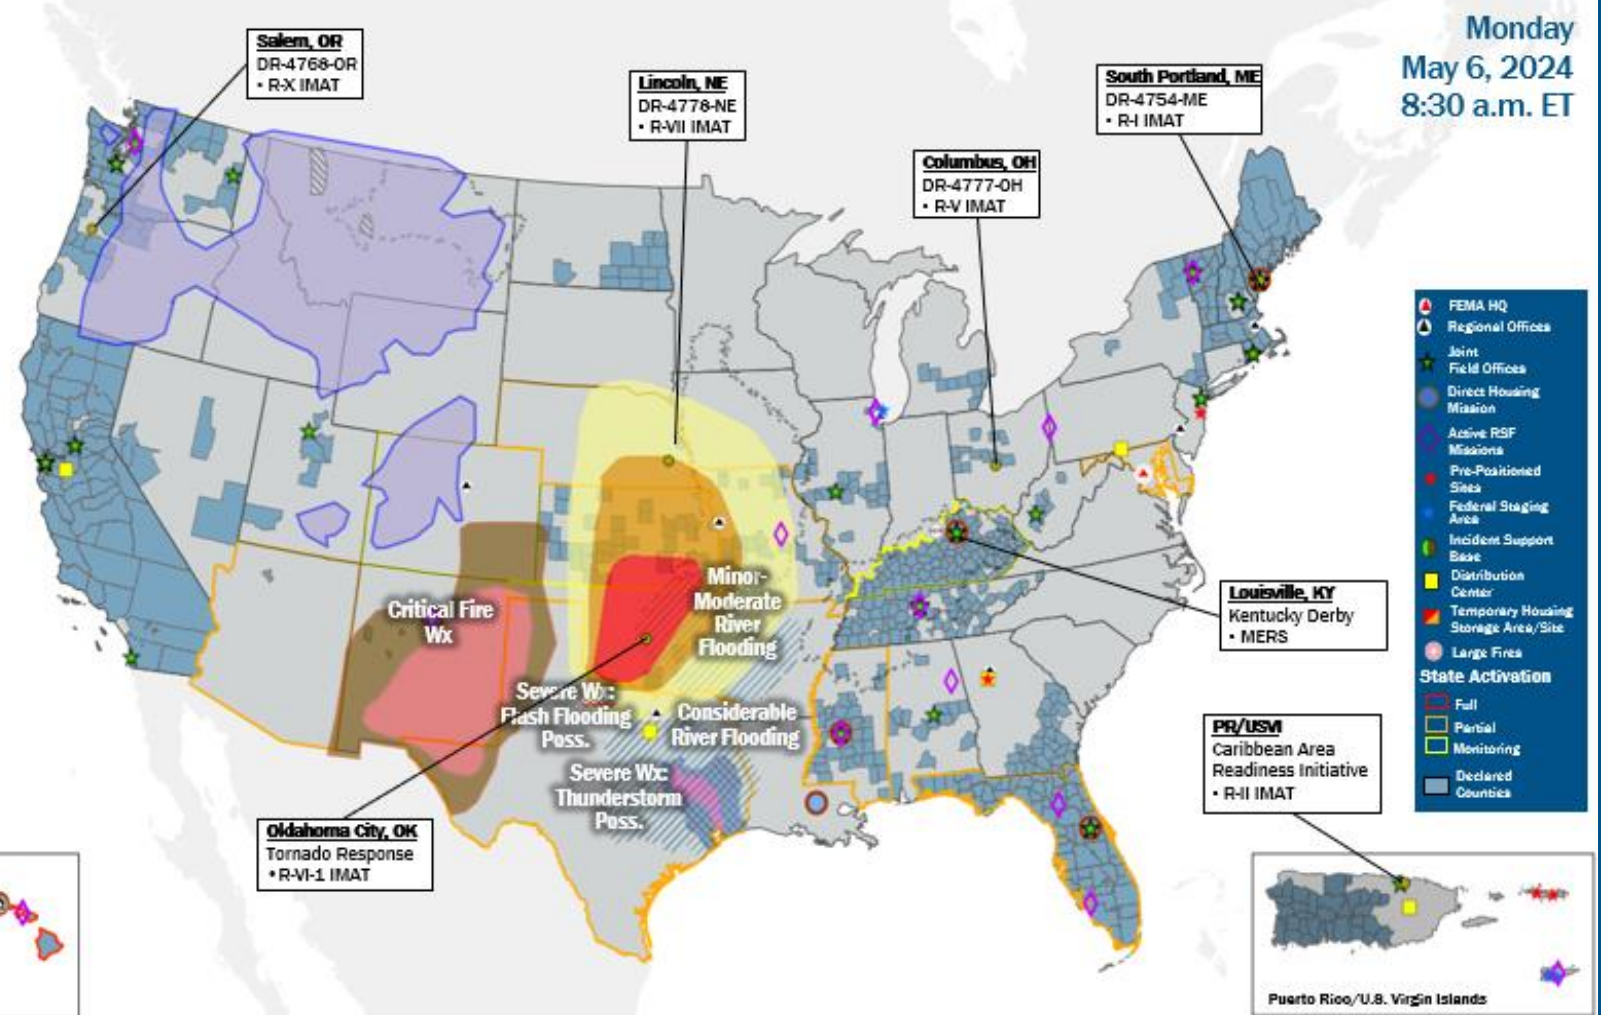 Monday
May 6, 2024
8:30 a.m. ET
Salem, OR
DR-4768-OR
• R-X IMAT
Lincoln, NE
DR-4778-NE
• R-VII IMAT
South Portland, ME
DR-4754-ME
• R-I IMAT
Columbus, OH
DR-4777-OH
• R-V IMAT
FEMA HQ
Regional Offices
Joint
Field Offices
Direct Housing
Mission
Active RSF
Missions
Pre-Positioned
Sites
Federal Staging
Area
Incident Support
Base
Distribution
Center
Temporary Housing
Storage Area/Site
Large Fires
State Activation
Full
Partial
Monitoring
Declared
Counties
Critical Fire
Wx
Minor-
Moderate
River
Flooding
Severe Wx:
Flash Flooding
Poss.
Considerable
River Flooding
Severe Wx:
Thunderstorm
Poss.
Louisville, KY
Kentucky Derby
• MERS
PR/USVI
Caribbean Area
Readiness Initiative
• R-II IMAT
Oklahoma City, OK
Tornado Response
• R-VI-1 IMAT
Puerto Rico/U.S. Virgin Islands